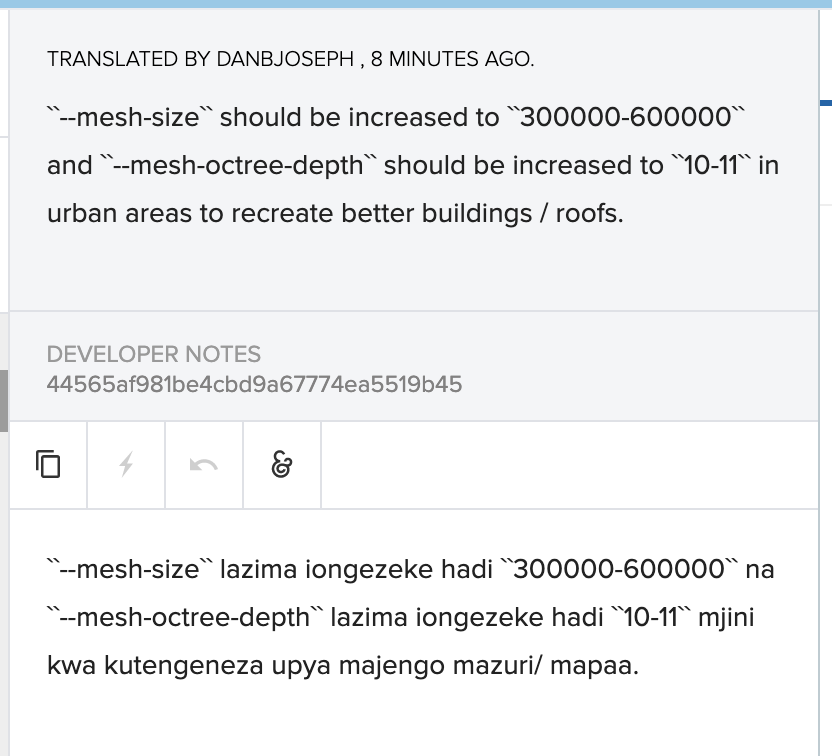 TRANSLATED BY DANBJOSEPH , 8 MINUTES AGO.
``--mesh-size`` should be increased to ``300000-600000``
and ``--mesh-octree-depth`` should be increased to ``10-11`` in
urban areas to recreate better buildings / roofs.
DEVELOPER NOTES
44565af981be4cbd9a67774ea5519b45
``--mesh-size`` lazima iongezeke hadi ``300000-600000`` na
``--mesh-octree-depth`` lazima iongezeke hadi ``10-11`` mjini
kwa kutengeneza upya majengo mazuri/ mapaa.